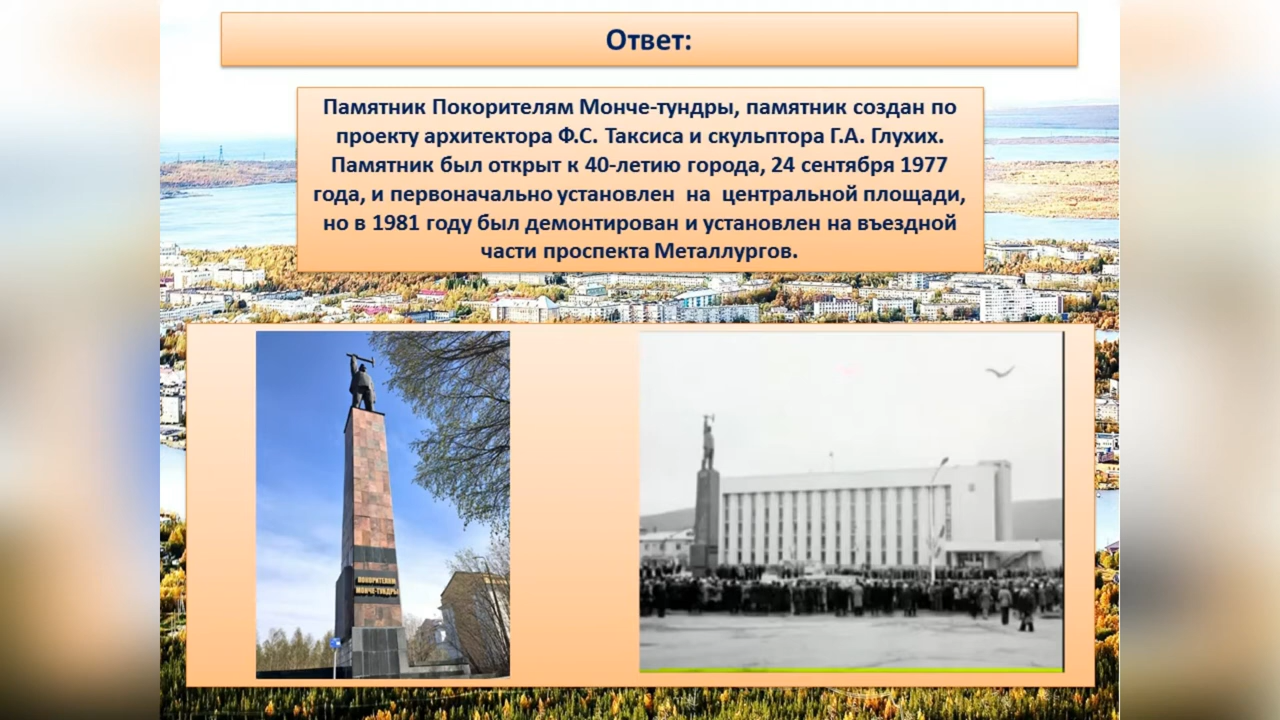 Ответ:
Памятник Покорителям Монче-тундры, памятник создан по
проекту архитектора Ф.С. Таксиса и скульптора Г.А. Глухих.
Памятник был открыт к 40-летию города, 24 сентября 1977
года, и первоначально установлен на центральной площади,
но в 1981 году был демонтирован и установлен на въездной
части проспекта Металлургов.
ПОКОРИТЕЛЯМ
МОНЧЕ-ТУНДРЫ